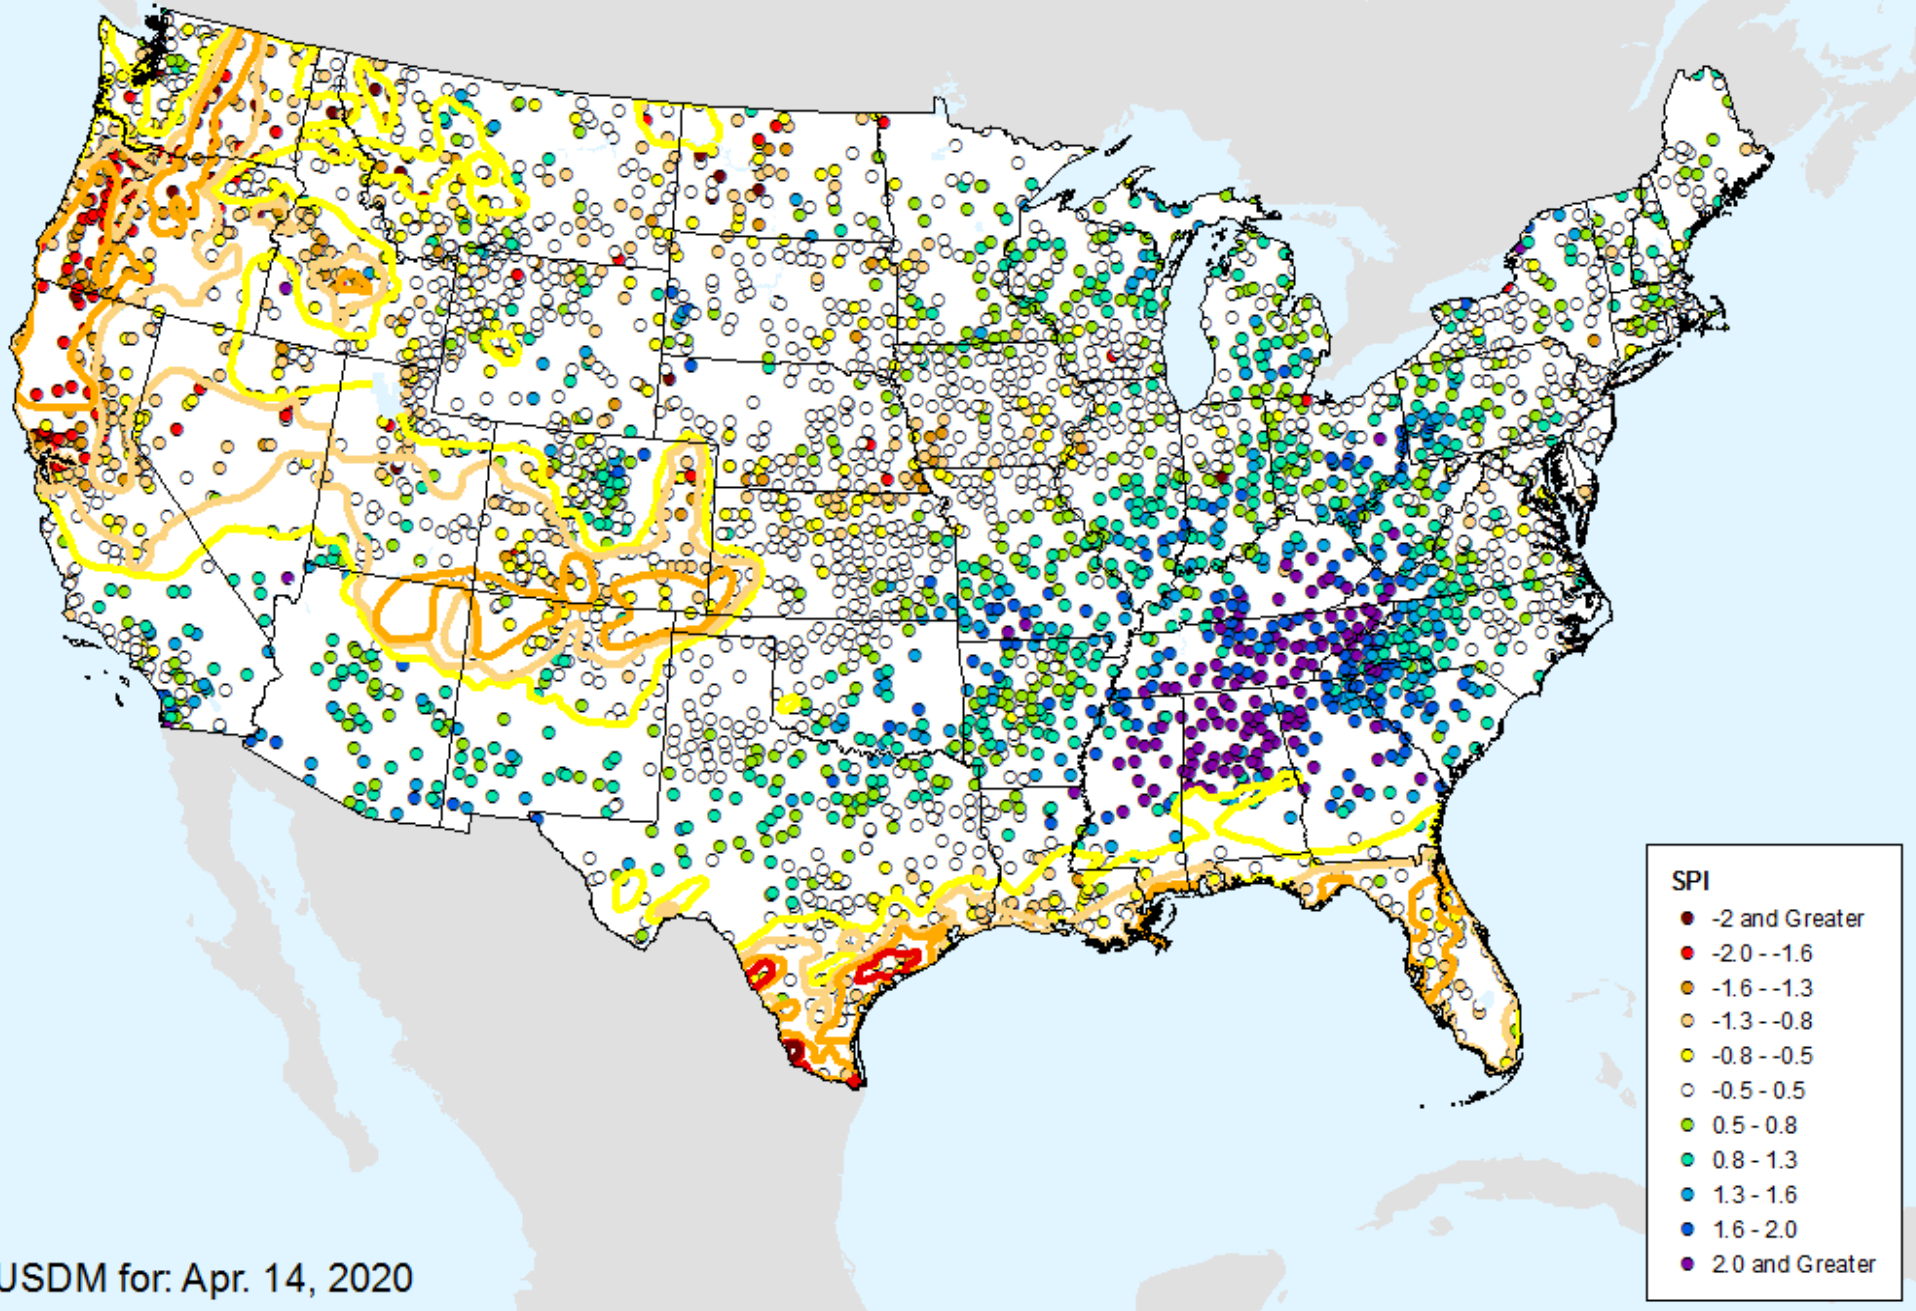 SPI
-2 and Greater
-2.0 - -1.6
-1.6 - -1.3
-1.3 - -0.8
-0.8 - -0.5
-0.5 - 0.5
0.5 - 0.8
0.8 - 1.3
1.3 - 1.6
1.6 - 2.0
2.0 and Greater
USDM for: Apr. 14, 2020